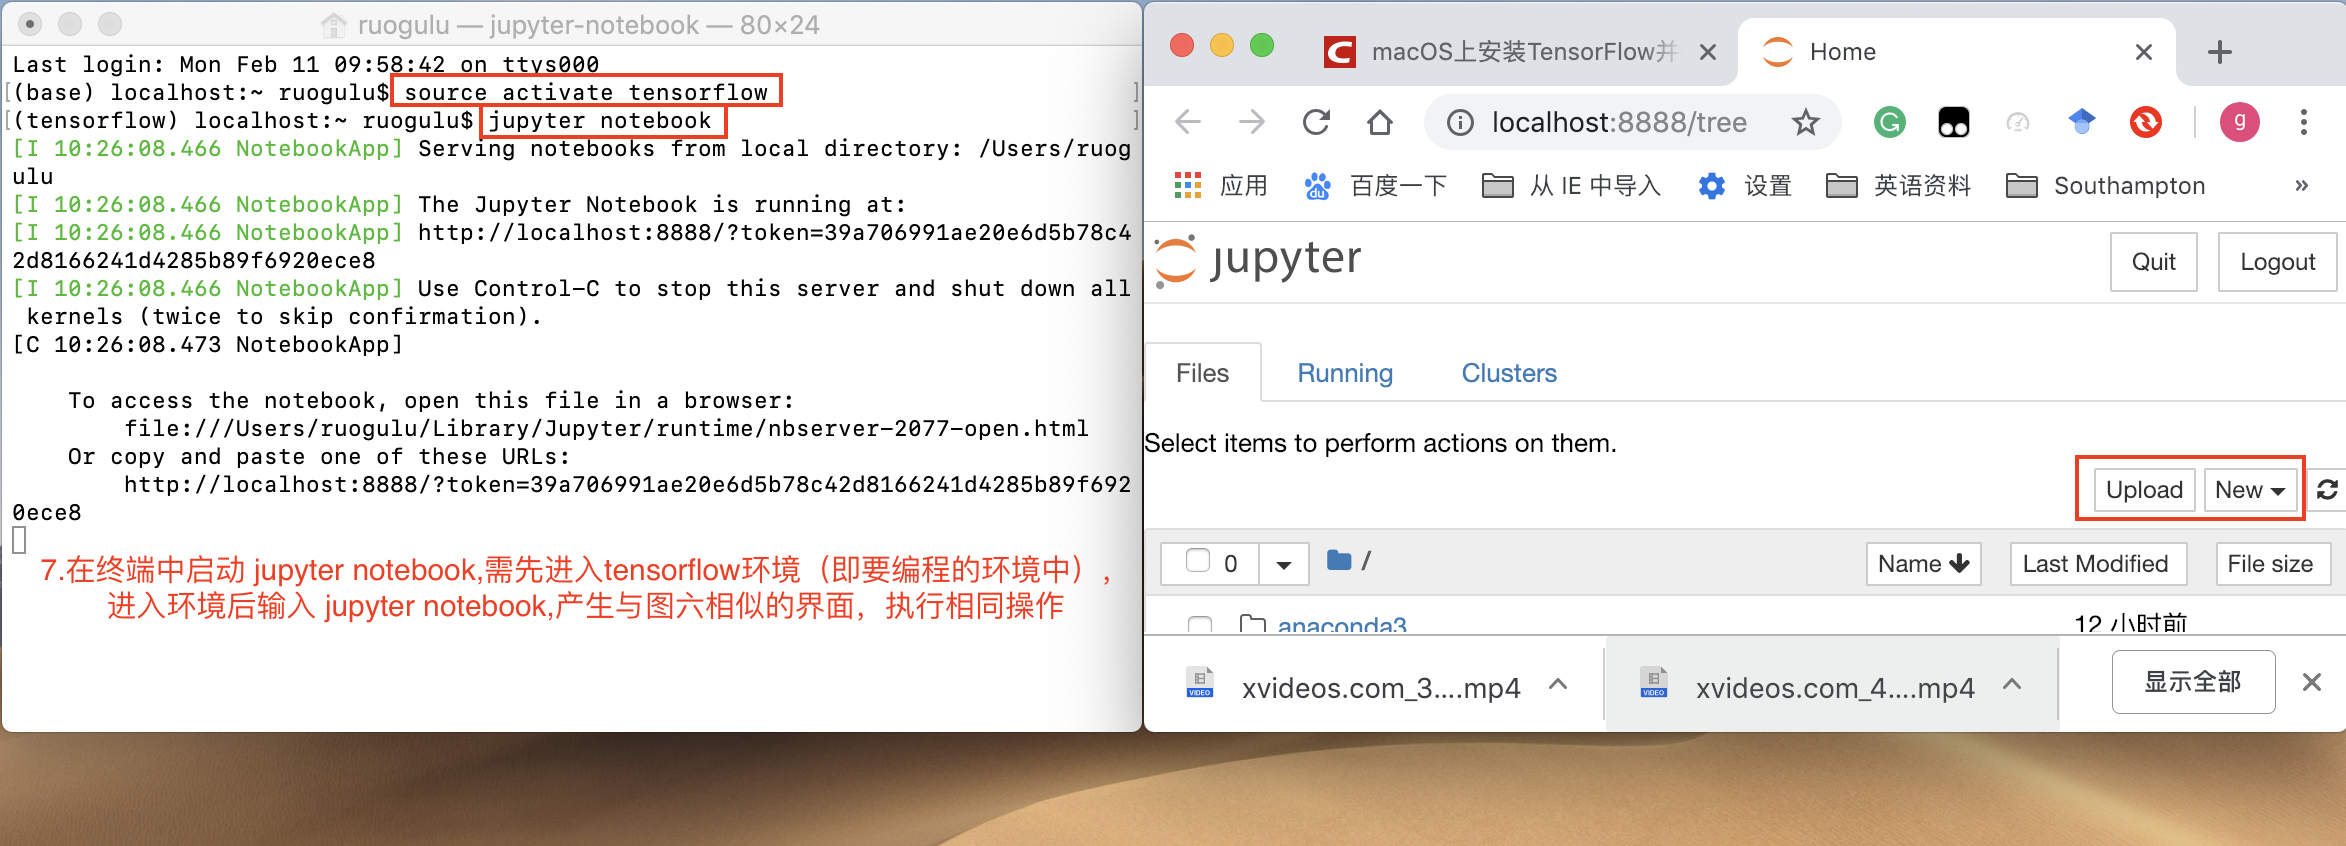 ruogulu — jupyter-notebook — 80×24
Last login: Mon Feb 11 09:58:42 on ttys000
[(base) localhost:~ ruogulu$ source activate tensorflow ]
[(tensorflow) localhost:~ ruogulu$ jupyter notebook ]
[I 10:26:08.466 NotebookApp] Serving notebooks from local directory: /Users/ruog
ulu
[I 10:26:08.466 NotebookApp] The Jupyter Notebook is running at:
[I 10:26:08.466 NotebookApp] http://localhost:8888/?token=39a706991ae20e6d5b78c4
2d8166241d4285b89f6920ece8
[I 10:26:08.466 NotebookApp] Use Control-C to stop this server and shut down all
kernels (twice to skip confirmation).
[C 10:26:08.473 NotebookApp]
To access the notebook, open this file in a browser:
file:///Users/ruogulu/Library/Jupyter/runtime/nbserver-2077-open.html
Or copy and paste one of these URLs:
http://localhost:8888/?token=39a706991ae20e6d5b78c42d8166241d4285b89f692
0ece8
7.在终端中启动 jupyter notebook,需先进入tensorflow环境（即要编程的环境中），
进入环境后输入 jupyter notebook,产生与图六相似的界面，执行相同操作
macOS上安装TensorFlow并
Home
localhost:8888/tree
g
应用 百度一下 从 IE 中导入 设置 英语资料 Southampton »
jupyter
Quit Logout
Files Running Clusters
Select items to perform actions on them.
Upload New
0 / Name Last Modified File size
anaconda3 12 小时前
VIDEO xvideos.com_3....mp4 VIDEO xvideos.com_4....mp4 显示全部